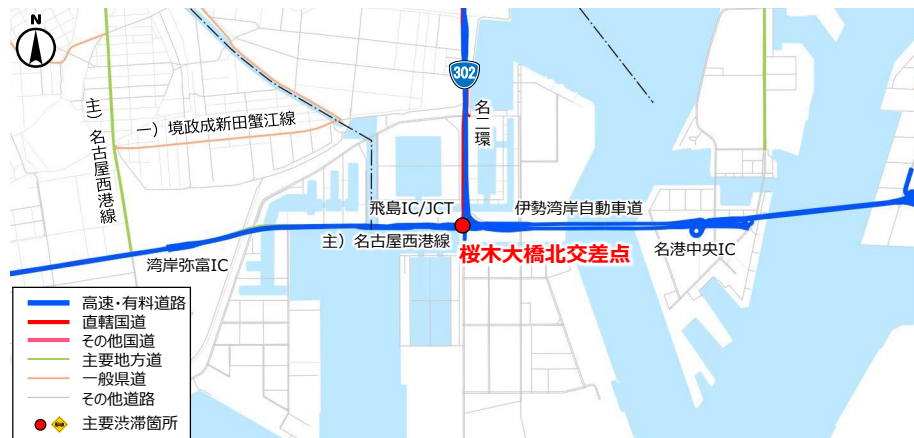 N
302
主）名古屋西港線
一）境政成新田蟹江線
名二環
飛島IC/JCT
伊勢湾岸自動車道
主）名古屋西港線
桜木大橋北交差点
名港中央IC
湾岸弥富IC
高速・有料道路
直轄国道
その他国道
主要地方道
一般県道
その他道路
主要渋滞箇所